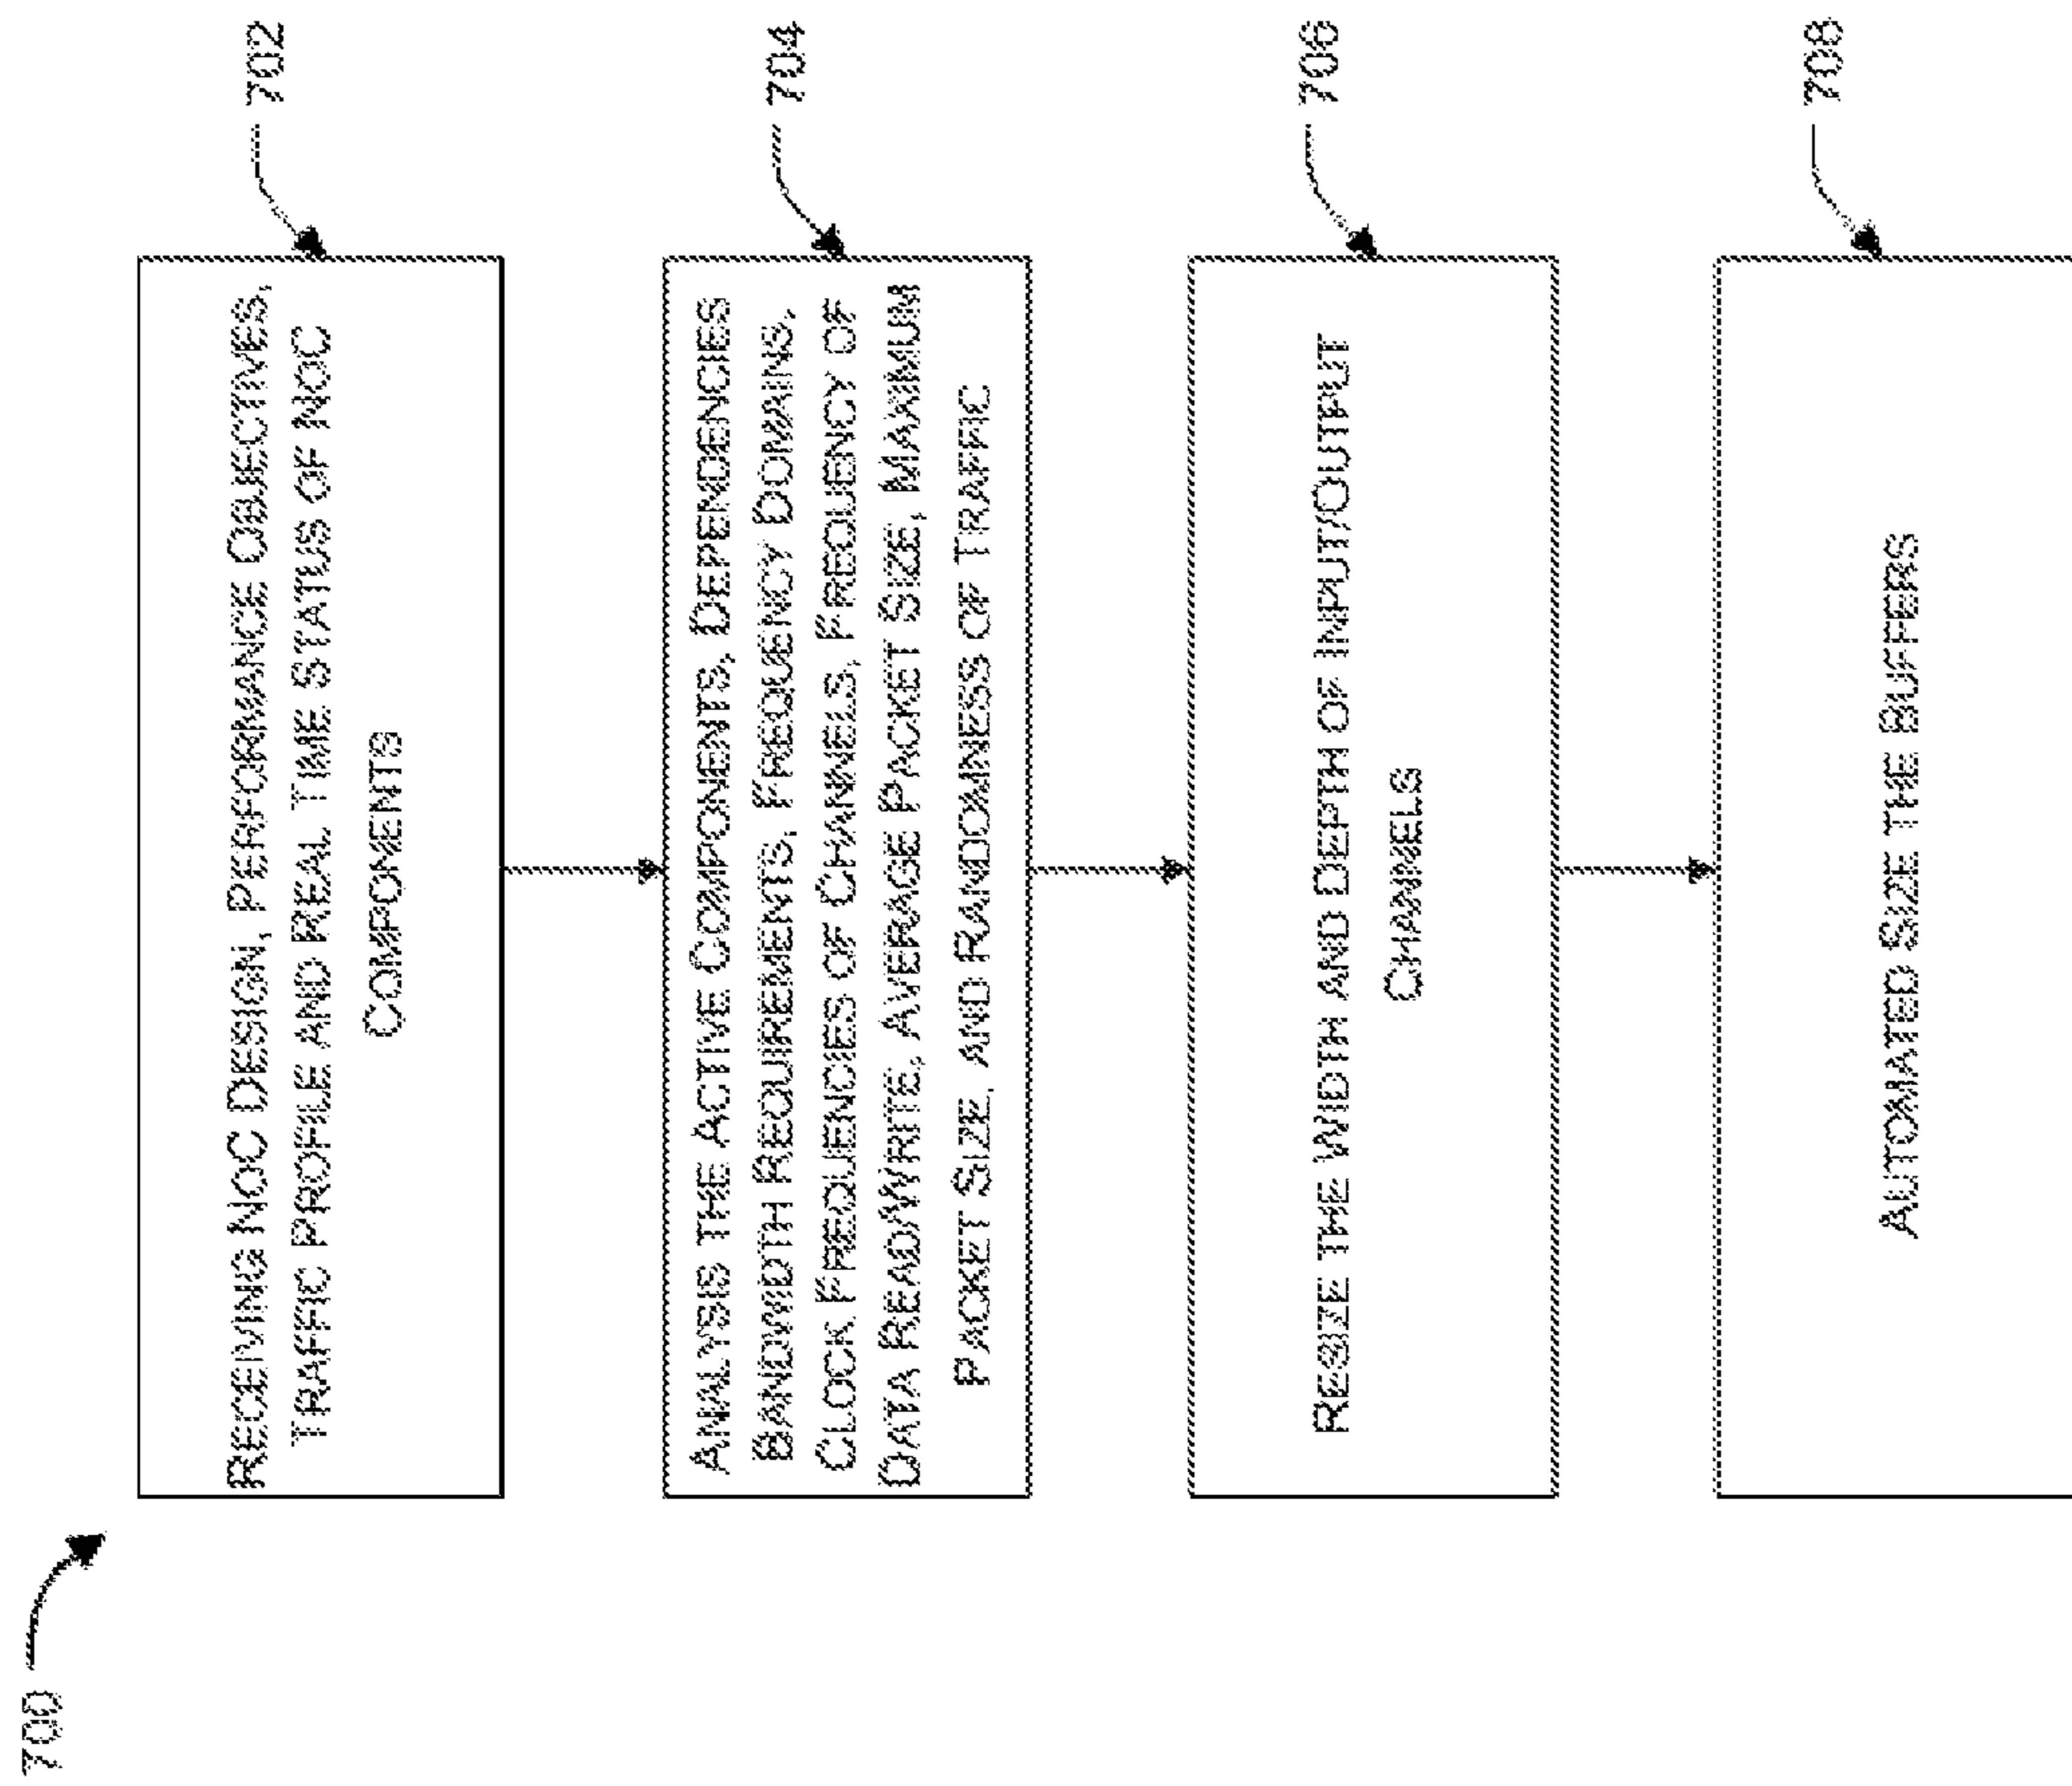 700
RECEIVING NOC DESIGN, PERFORMANCE OBJECTIVES,
TRAFFIC PROFILE AND REAL TIME STATUS OF NOC
COMPONENTS
702
ANALYSIS THE ACTIVE COMPONENTS, DEPENDENCIES
BANDWIDTH REQUIREMENTS, FREQUENCY DOMAINS,
CLOCK FREQUENCIES OF CHANNELS, FREQUENCY OF
DATA READ/WRITE, AVERAGE PACKET SIZE, MAXIMUM
PACKET SIZE, AND RANDOMNESS OF TRAFFIC
704
RESIZE THE WIDTH AND DEPTH OF INPUT/OUTPUT
CHANNELS
706
AUTOMATED SIZE THE BUFFERS
708